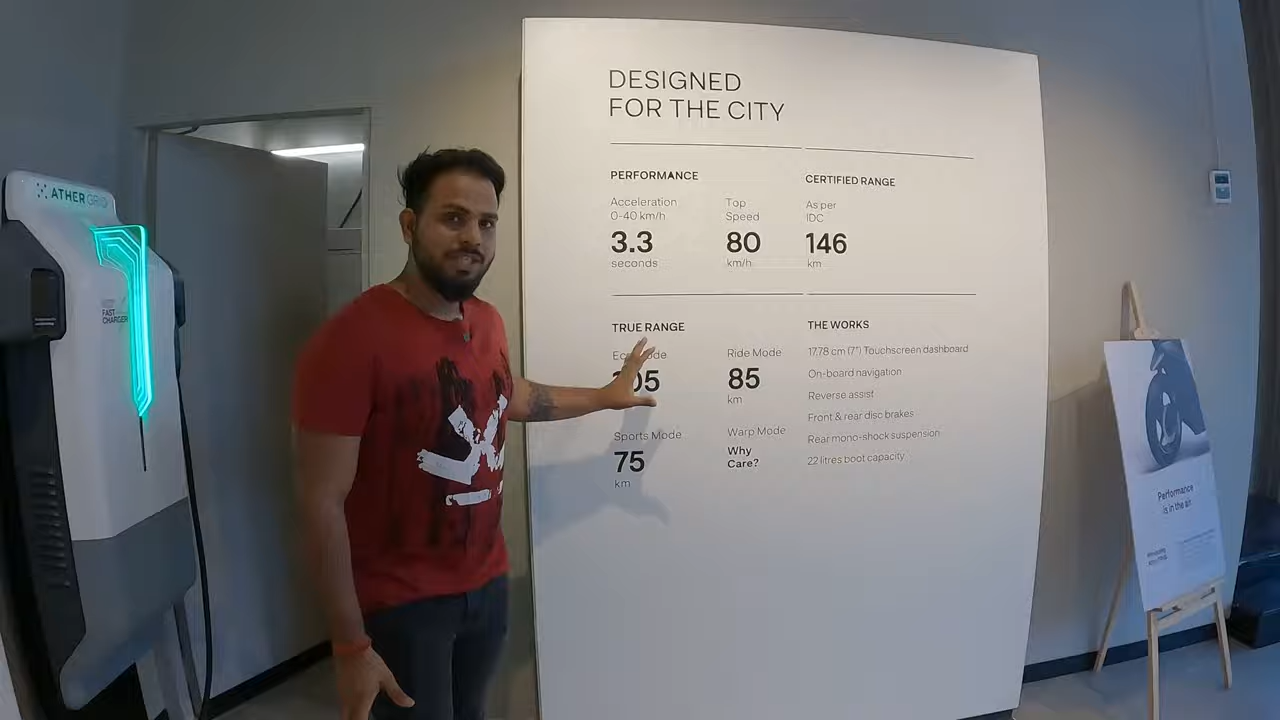 ATHER GRID
FAST
CHARGER
DESIGNED
FOR THE CITY
PERFORMANCE
Acceleration
0-40 km/h
3.3
seconds
Top
Speed
80
km/h
CERTIFIED RANGE
As per
IDC
146
km
TRUE RANGE
05
Ride Mode
85
km
Sports Mode
75
km
Warp Mode
Why
Care?
THE WORKS
17.78 cm (7") Touchscreen dashboard
On-board navigation
Reverse assist
Front & rear disc brakes
Rear mono-shock suspension
22 litres boot capacity
Performance
is in the air